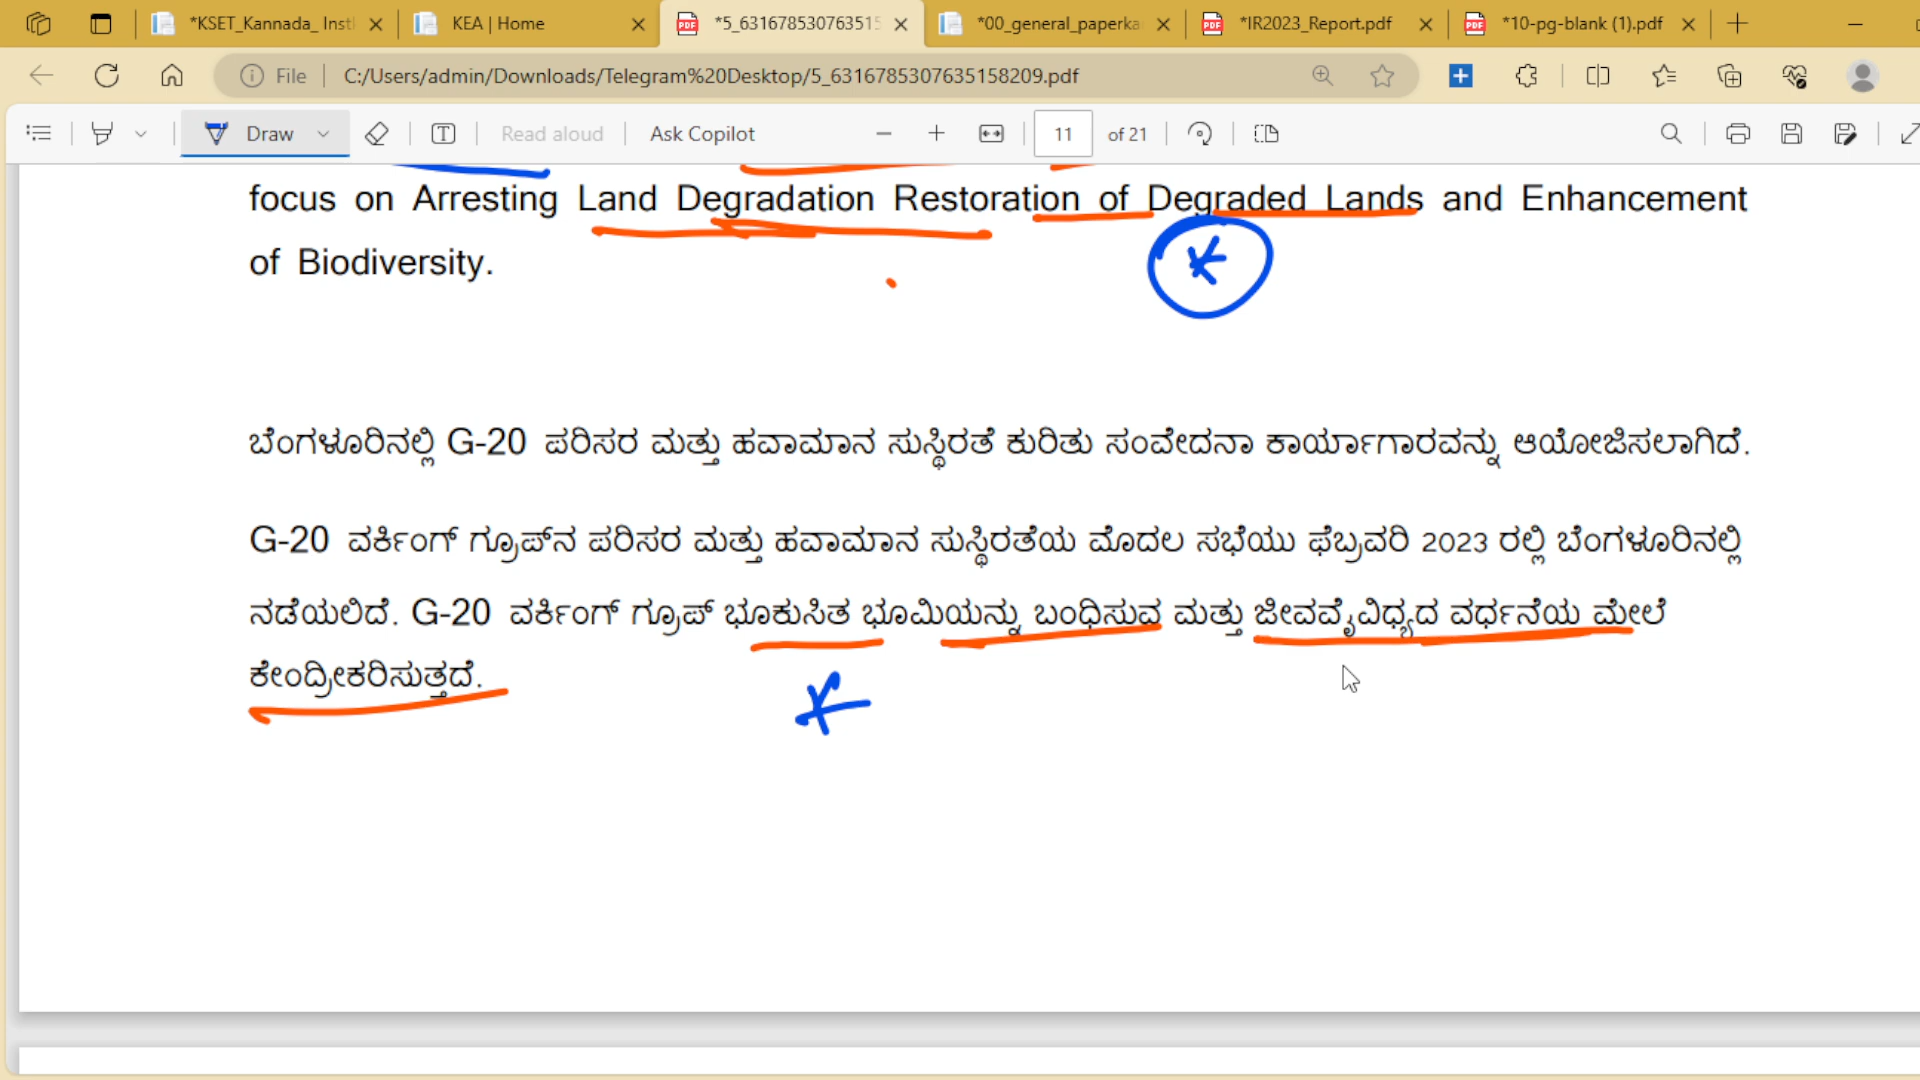 *KSET_Kannada_ Inst
KEA | Home
*5_631678530763515
*00_general_paperka
*IR2023_Report.pdf
*10-pg-blank (1).pdf
File
C:/Users/admin/Downloads/Telegram%20Desktop/5_6316785307635158209.pdf
Draw
Read aloud
Ask Copilot
11
of 21
focus on Arresting Land Degradation Restoration of Degraded Lands and Enhancement
of Biodiversity.
ಬೆಂಗಳೂರಿನಲ್ಲಿ G-20 ಪರಿಸರ ಮತ್ತು ಹವಾಮಾನ ಸುಸ್ಥಿರತೆ ಕುರಿತು ಸಂವೇದನಾ ಕಾರ್ಯಾಗಾರವನ್ನು ಆಯೋಜಿಸಲಾಗಿದೆ.
G-20 ವರ್ಕಿಂಗ್ ಗ್ರೂಪ್‌ನ ಪರಿಸರ ಮತ್ತು ಹವಾಮಾನ ಸುಸ್ಥಿರತೆಯ ಮೊದಲ ಸಭೆಯು ಫೆಬ್ರವರಿ 2023 ರಲ್ಲಿ ಬೆಂಗಳೂರಿನಲ್ಲಿ
ನಡೆಯಲಿದೆ. G-20 ವರ್ಕಿಂಗ್ ಗ್ರೂಪ್ ಭೂಕುಸಿತ ಭೂಮಿಯನ್ನು ಬಂಧಿಸುವ ಮತ್ತು ಜೀವವೈವಿಧ್ಯದ ವರ್ಧನೆಯ ಮೇಲೆ
ಕೇಂದ್ರೀಕರಿಸುತ್ತದೆ.